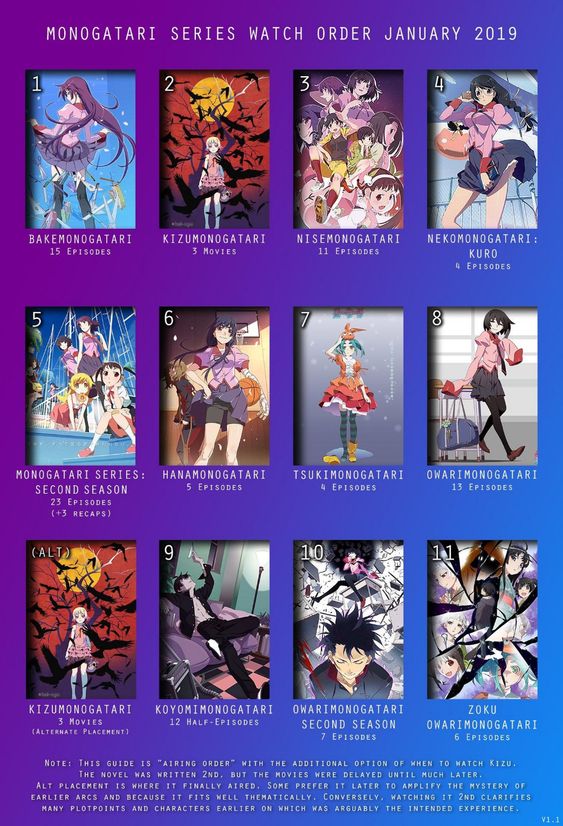 MONOGATARI SERIES WATCH ORDER JANUARY 2019
1
2
3
4
BAKEMONOGATARI
15 Episodes
KIZUMONOGATARI
3 Movies
NISEMONOGATARI
11 Episodes
NEKOMONOGATARI:
KURO
4 Episodes
5
6
7
8
MONOGATARI SERIES:
SECOND SEASON
23 Episodes
(+3 recaps)
HANAMONOGATARI
5 Episodes
TSUKIMONOGATARI
4 Episodes
OWARIMONOGATARI
13 Episodes
(ALT)
9
10
11
KIZUMONOGATARI
3 Movies
(Alternate Placement)
KOYOMIMONOGATARI
12 Half-Episodes
OWARIMONOGATARI
SECOND SEASON
7 Episodes
ZOKU
OWARIMONOGATARI
6 Episodes
Note: This guide is "airing order" with the additional option of when to watch Kizu.
The novel was written 2nd, but the movies were delayed until much later.
Alt placement is where it finally aired. Some prefer it later to amplify the mystery of
earlier arcs and because it fits well thematically. Conversely, watching it 2nd clarifies
many plotpoints and characters earlier on which was arguably the intended experience.
V1.1